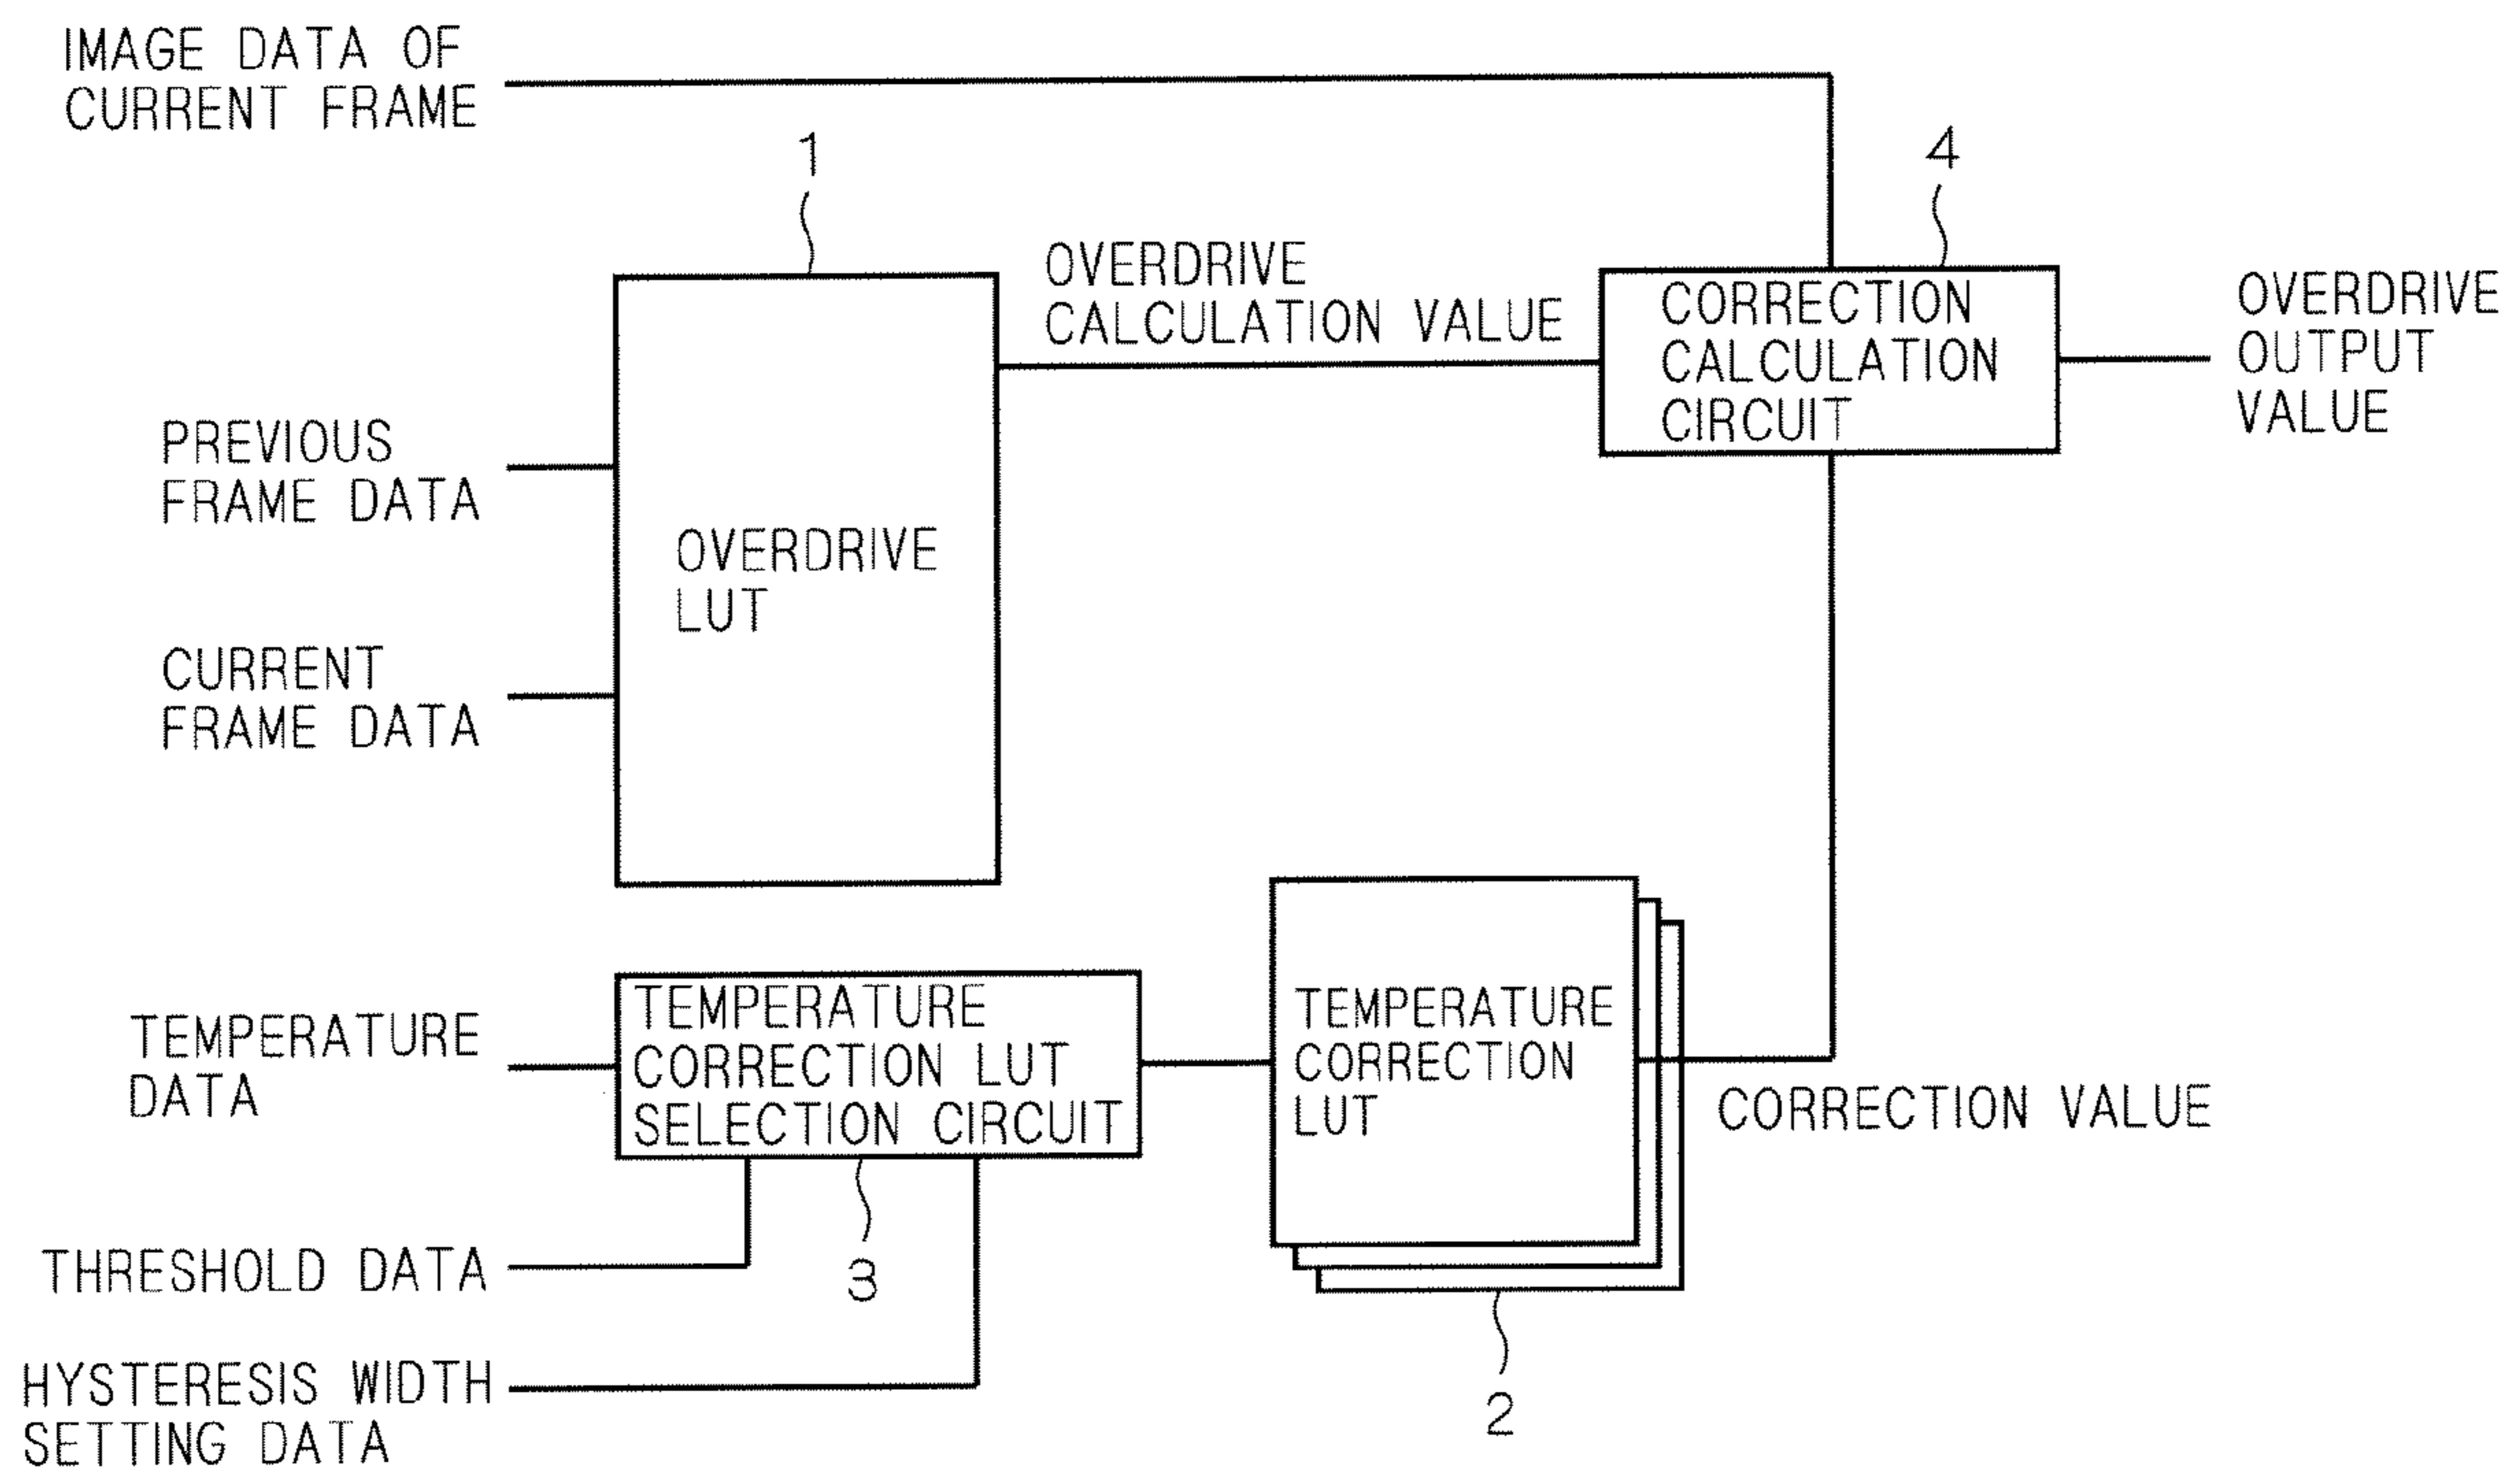 IMAGE DATA OF
CURRENT FRAME
1
4
OVERDRIVE
CALCULATION VALUE
CORRECTION
CALCULATION
CIRCUIT
OVERDRIVE
OUTPUT
VALUE
PREVIOUS
FRAME DATA
OVERDRIVE
LUT
CURRENT
FRAME DATA
TEMPERATURE
DATA
TEMPERATURE
CORRECTION LUT
SELECTION CIRCUIT
TEMPERATURE
CORRECTION
LUT
CORRECTION VALUE
THRESHOLD DATA
3
HYSTERESIS WIDTH
SETTING DATA
2